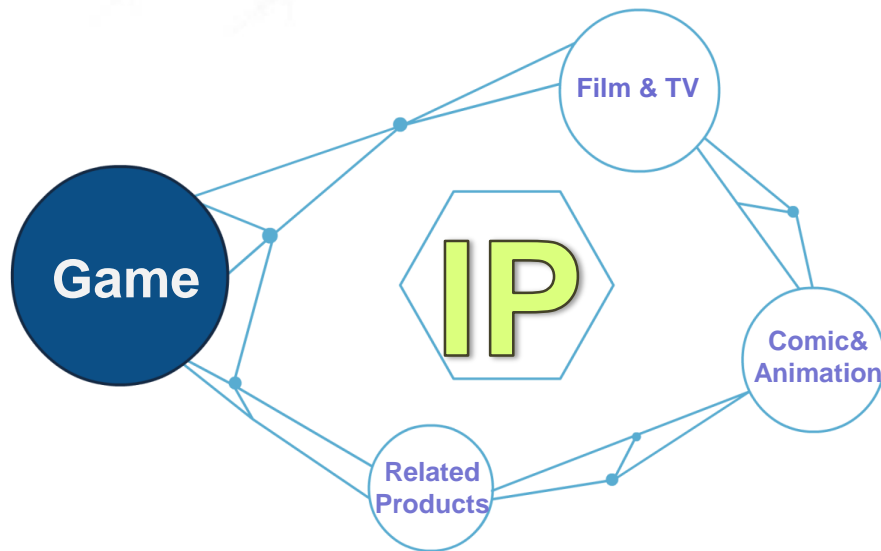 Film & TV
Game
IP
Comic&
Animation
Related
Products